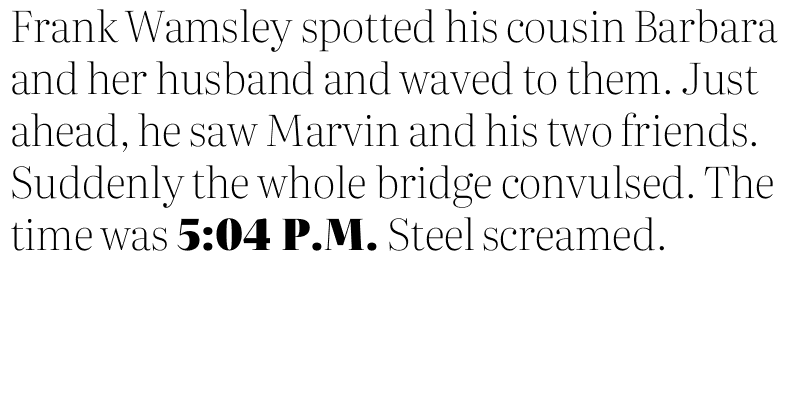 Frank Wamsley spotted his cousin Barbara
and her husband and waved to them. Just
ahead, he saw Marvin and his two friends.
Suddenly the whole bridge convulsed. The
time was 5:04 P.M. Steel screamed.